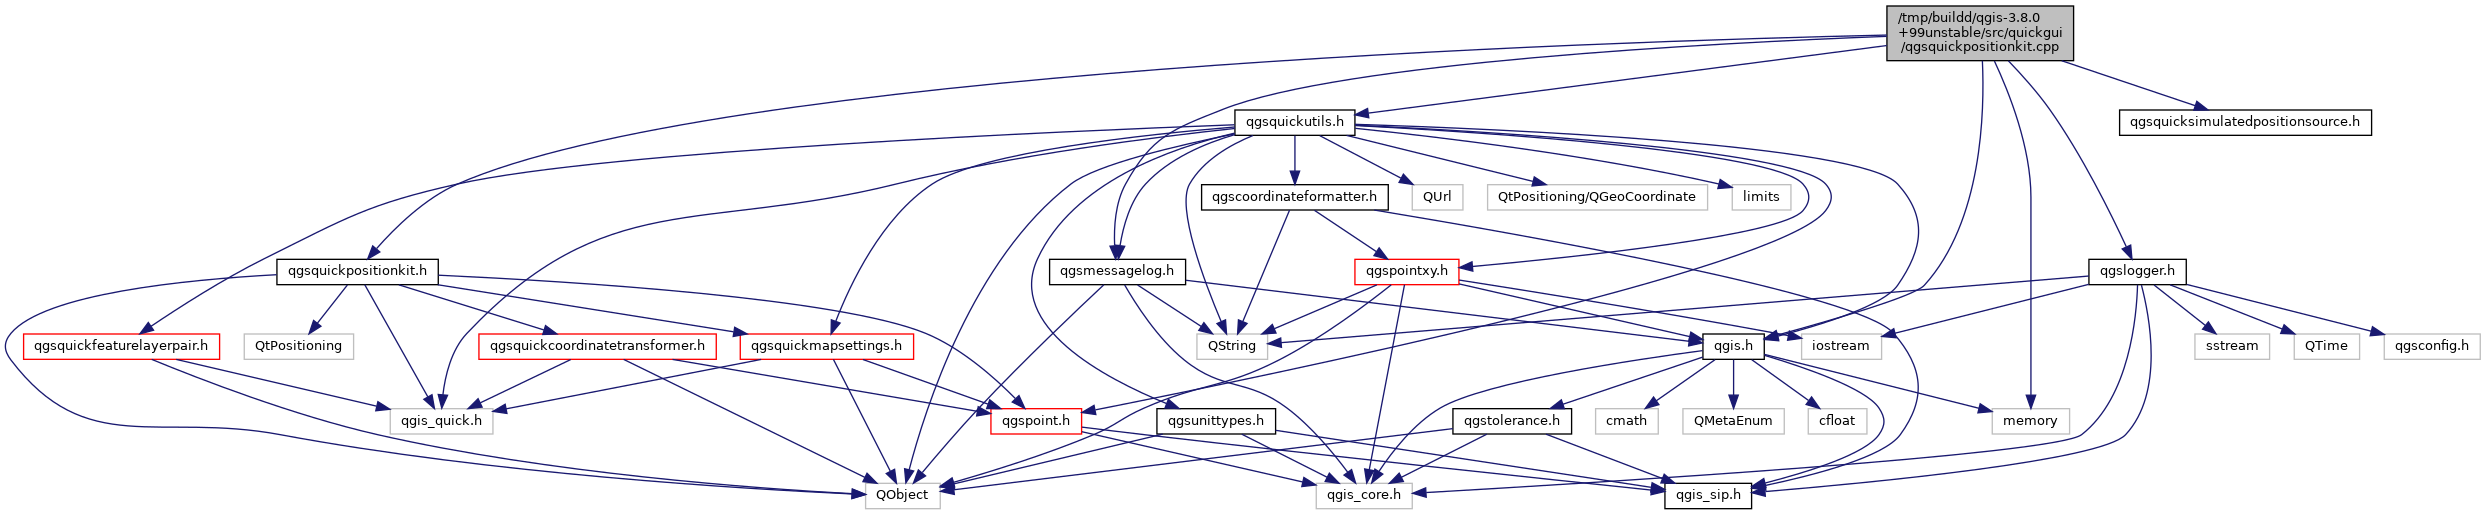 /tmp/buildd/qgis-3.8.0
+99unstable/src/quickgui
/qgsquickpositionkit.cpp
qgsquickutils.h
qgsquicksimulatedpositionsource.h
qgscoordinateformatter.h
QUrl
QtPositioning/QGeoCoordinate
limits
qgsquickpositionkit.h
qgsmessagelog.h
qgspointxy.h
qgslogger.h
qgsquickfeaturelayerpair.h
QtPositioning
qgsquickcoordinatetransformer.h
qgsquickmapsettings.h
QString
qgis.h
iostream
sstream
QTime
qgsconfig.h
qgis_quick.h
qgspoint.h
qgsunittypes.h
qgstolerance.h
cmath
QMetaEnum
cfloat
memory
QObject
qgis_core.h
qgis_sip.h